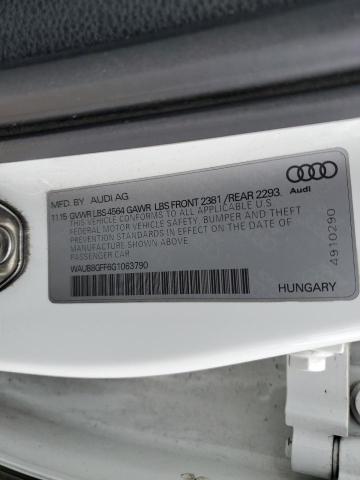 MFD. BY AUDI AG
11.15 GVWR LBS 4564 GAWR LBS FRONT 2381 /REAR 2293.
THIS VEHICLE CONFORMS TO ALL APPLICABLE U.S.
FEDERAL MOTOR VEHICLE SAFETY, BUMPER AND THEFT
PREVENTION STANDARDS IN EFFECT ON THE DATE OF
MANUFACTURE SHOWN ABOVE.
PASSENGER CAR
WAUB8GFF6G1063790
Audi
4910290
HUNGARY